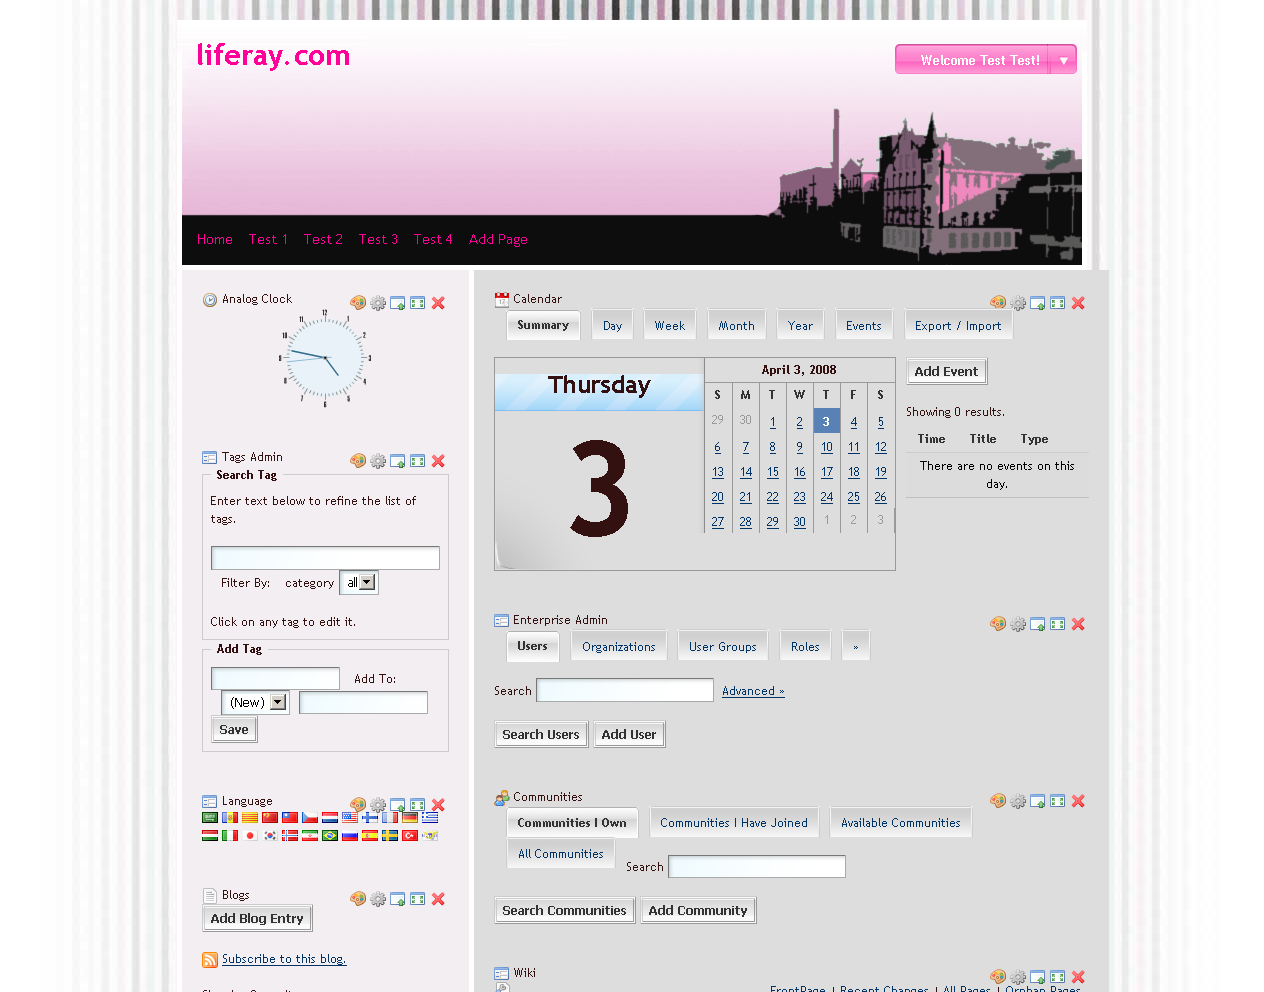 liferay.com
Welcome Test Test!
Home Test 1 Test 2 Test 3 Test 4 Add Page
Analog Clock
Tags Admin
Search Tag
Enter text below to refine the list of
tags.
Filter By: category all
Click on any tag to edit it.
Add Tag
Add To:
(New)
Save
Language
Blogs
Add Blog Entry
Subscribe to this blog.
Calendar
Summary Day Week Month Year Events Export / Import
Thursday
3
April 3, 2008
S M T W T F S
29 30 1 2 3 4 5
6 7 8 9 10 11 12
13 14 15 16 17 18 19
20 21 22 23 24 25 26
27 28 29 30 1 2 3
Add Event
Showing 0 results.
Time Title Type
There are no events on this
day.
Enterprise Admin
Users Organizations User Groups Roles »
Search Advanced »
Search Users Add User
Communities
Communities I Own Communities I Have Joined Available Communities
All Communities
Search
Search Communities Add Community
Wiki
FrontPage | Recent Changes | All Pages | Orphan Pages